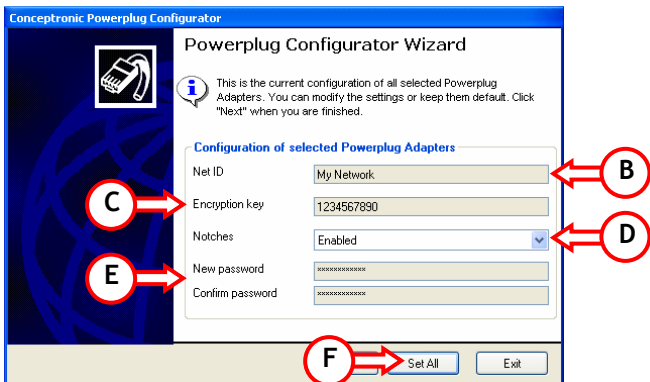 Conceptronic Powerplug Configurator
Powerplug Configurator Wizard
This is the current configuration of all selected Powerplug
Adapters. You can modify the settings or keep them default. Click
"Next" when you are finished.
Configuration of selected Powerplug Adapters
Net ID My Network B
C Encryption key 1234567890
Notches Enabled D
E New password ××××××××××××
Confirm password ××××××××××××
F Set All Exit